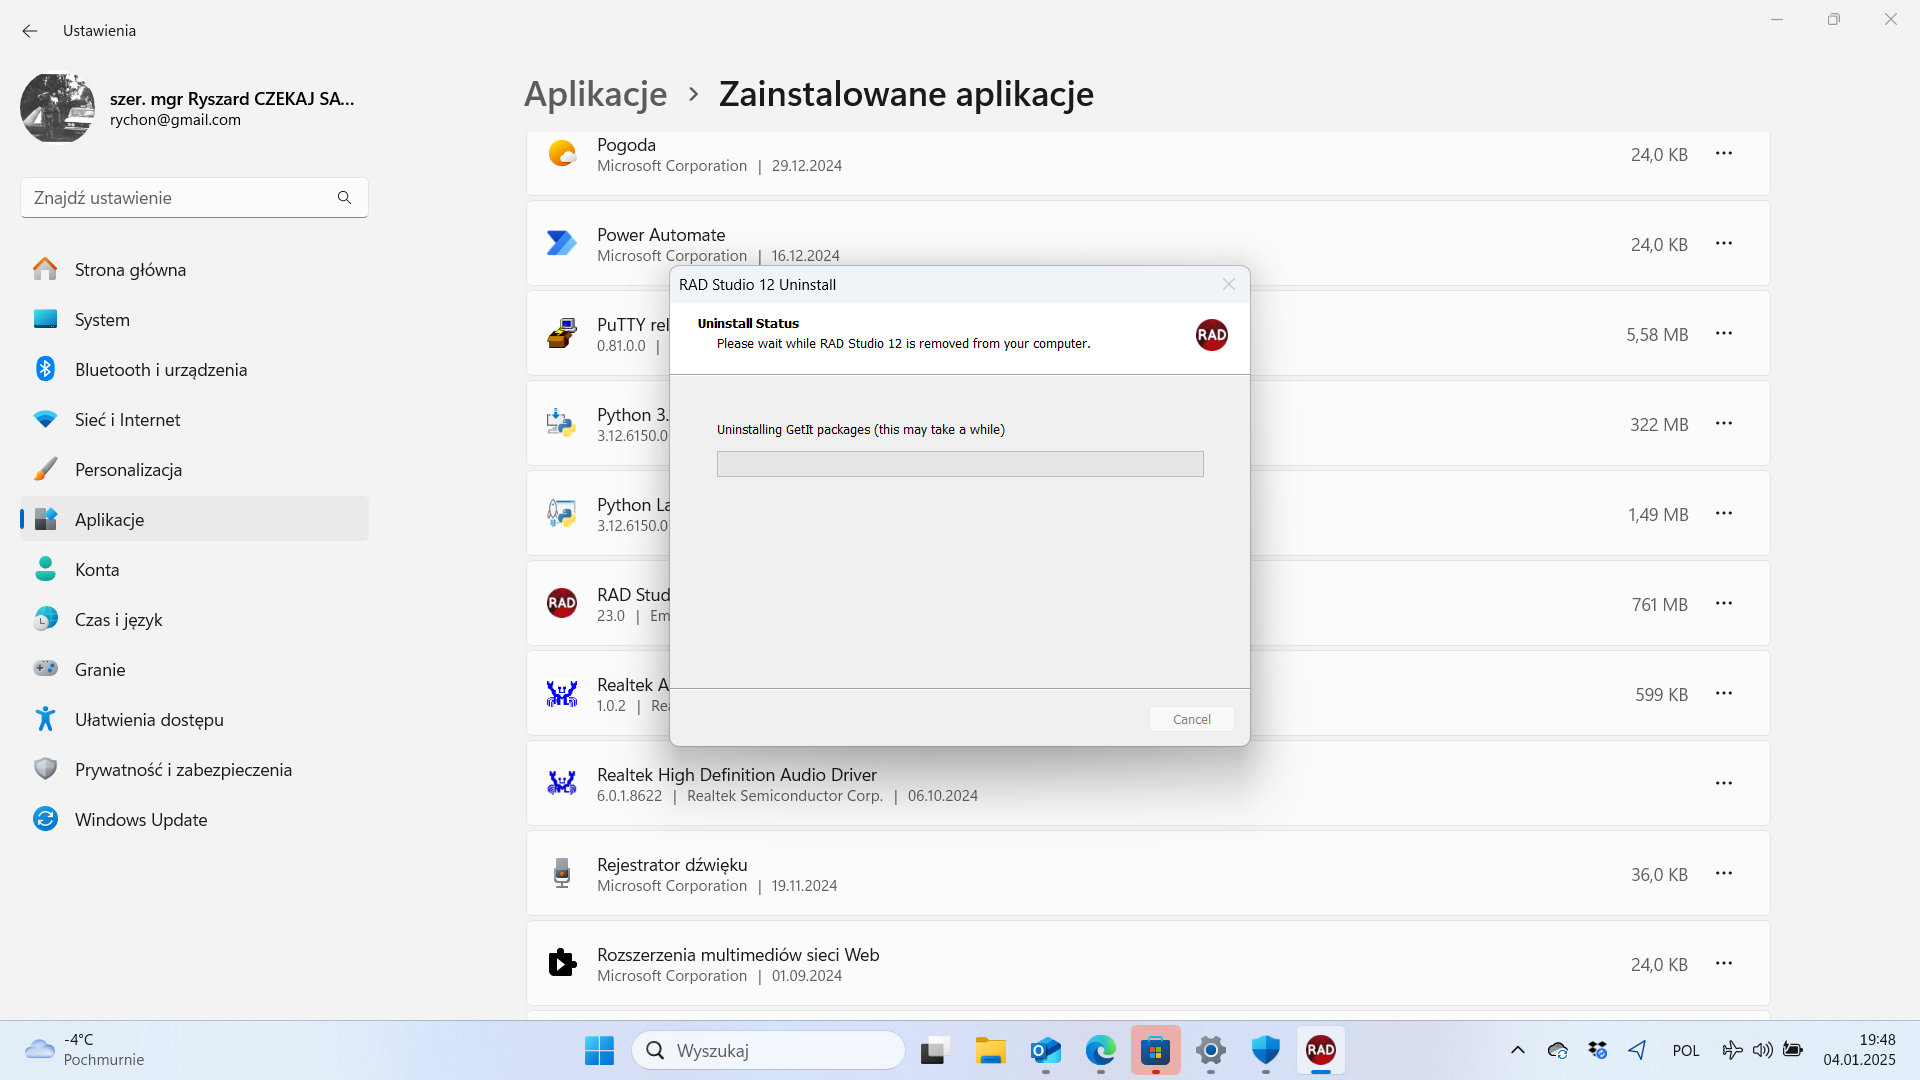 Ustawienia
szer. mgr Ryszard CZEKAJ SA...
rychon@gmail.com
Znajdź ustawienie
Strona główna
System
Bluetooth i urządzenia
Sieć i Internet
Personalizacja
Aplikacje
Konta
Czas i język
Granie
Ułatwienia dostępu
Prywatność i zabezpieczenia
Windows Update
Aplikacje › Zainstalowane aplikacje
Pogoda
Microsoft Corporation | 29.12.2024
24,0 KB
Power Automate
Microsoft Corporation | 16.12.2024
24,0 KB
PuTTY rel
0.81.0.0 |
5,58 MB
Python 3.
3.12.6150.0
322 MB
Python La
3.12.6150.0
1,49 MB
RAD
RAD Stud
23.0 | Em
761 MB
Realtek A
1.0.2 | Rea
599 KB
Realtek High Definition Audio Driver
6.0.1.8622 | Realtek Semiconductor Corp. | 06.10.2024
Rejestrator dźwięku
Microsoft Corporation | 19.11.2024
36,0 KB
Rozszerzenia multimediów sieci Web
Microsoft Corporation | 01.09.2024
24,0 KB
RAD Studio 12 Uninstall
Uninstall Status
Please wait while RAD Studio 12 is removed from your computer.
RAD
Uninstalling GetIt packages (this may take a while)
Cancel
-4°C
Pochmurnie
Wyszukaj
RAD
POL
19:48
04.01.2025